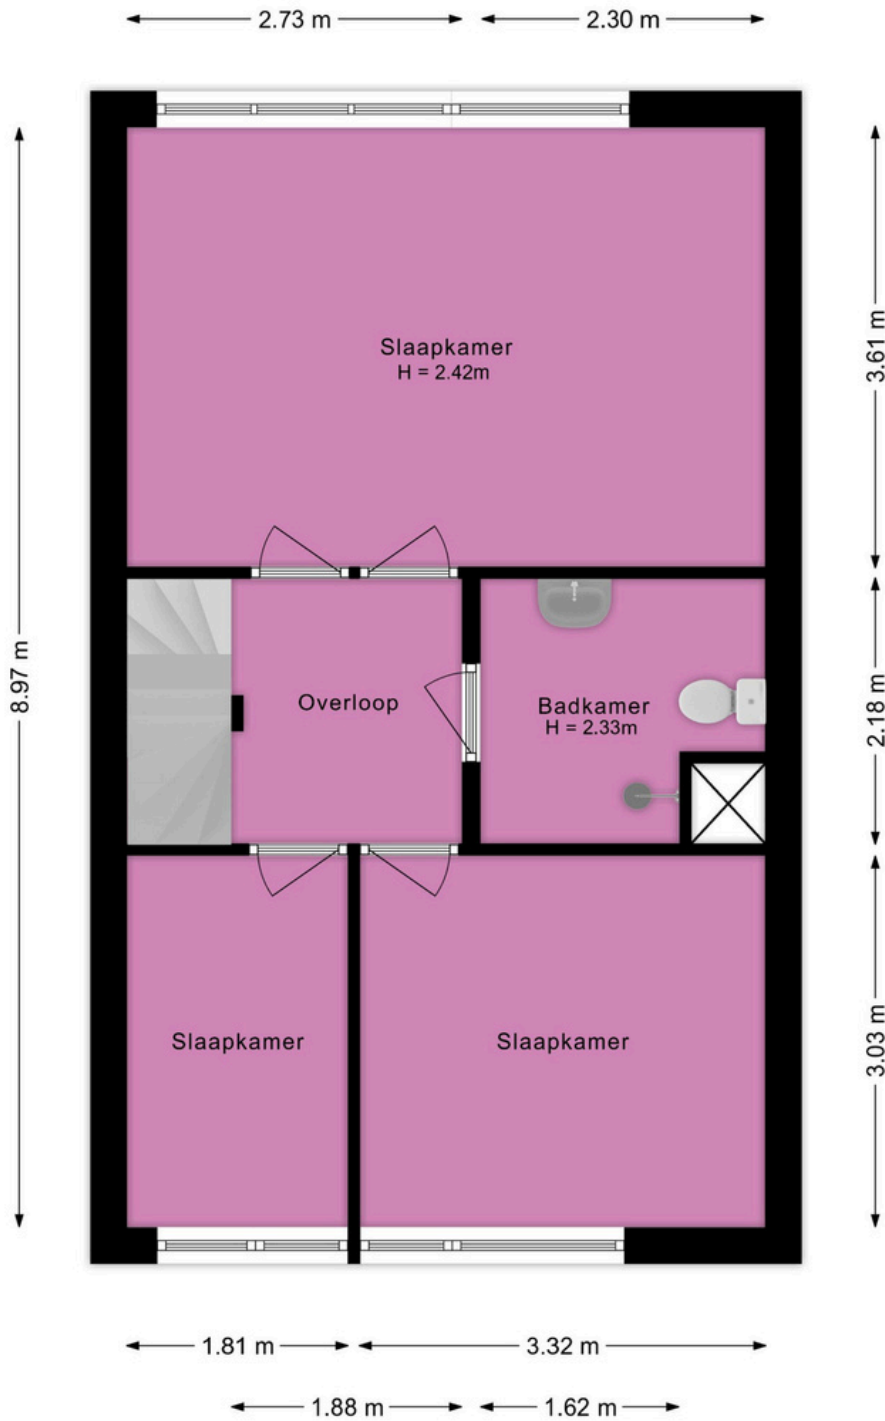 2.73 m
2.30 m
3.61 m
Slaapkamer
H = 2.42m
8.97 m
2.18 m
Overloop
Badkamer
H = 2.33m
3.03 m
Slaapkamer
Slaapkamer
1.81 m
3.32 m
1.88 m
1.62 m